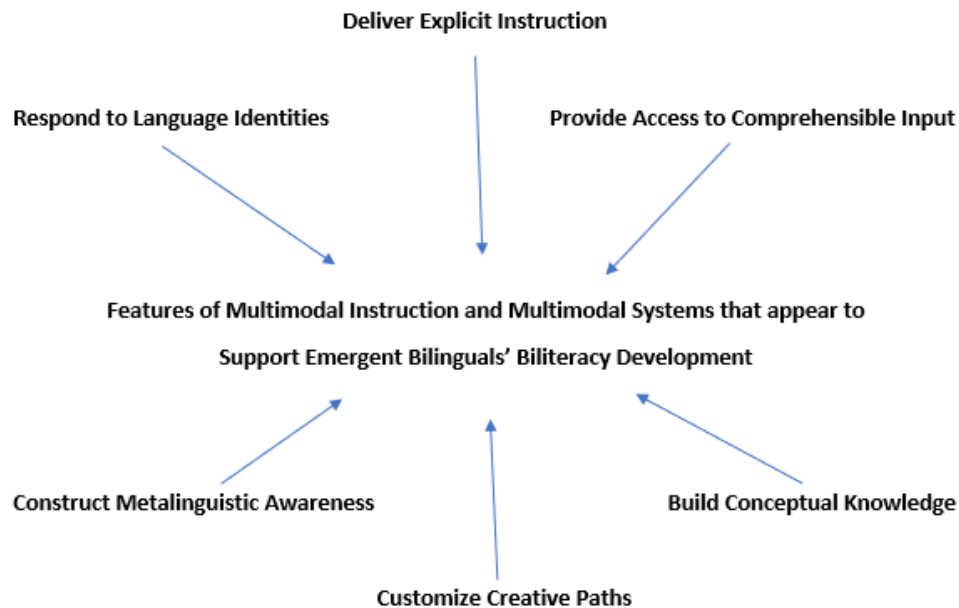 Deliver Explicit Instruction
Respond to Language Identities
Provide Access to Comprehensible Input
Features of Multimodal Instruction and Multimodal Systems that appear to
Support Emergent Bilinguals’ Biliteracy Development
Construct Metalinguistic Awareness
Build Conceptual Knowledge
Customize Creative Paths